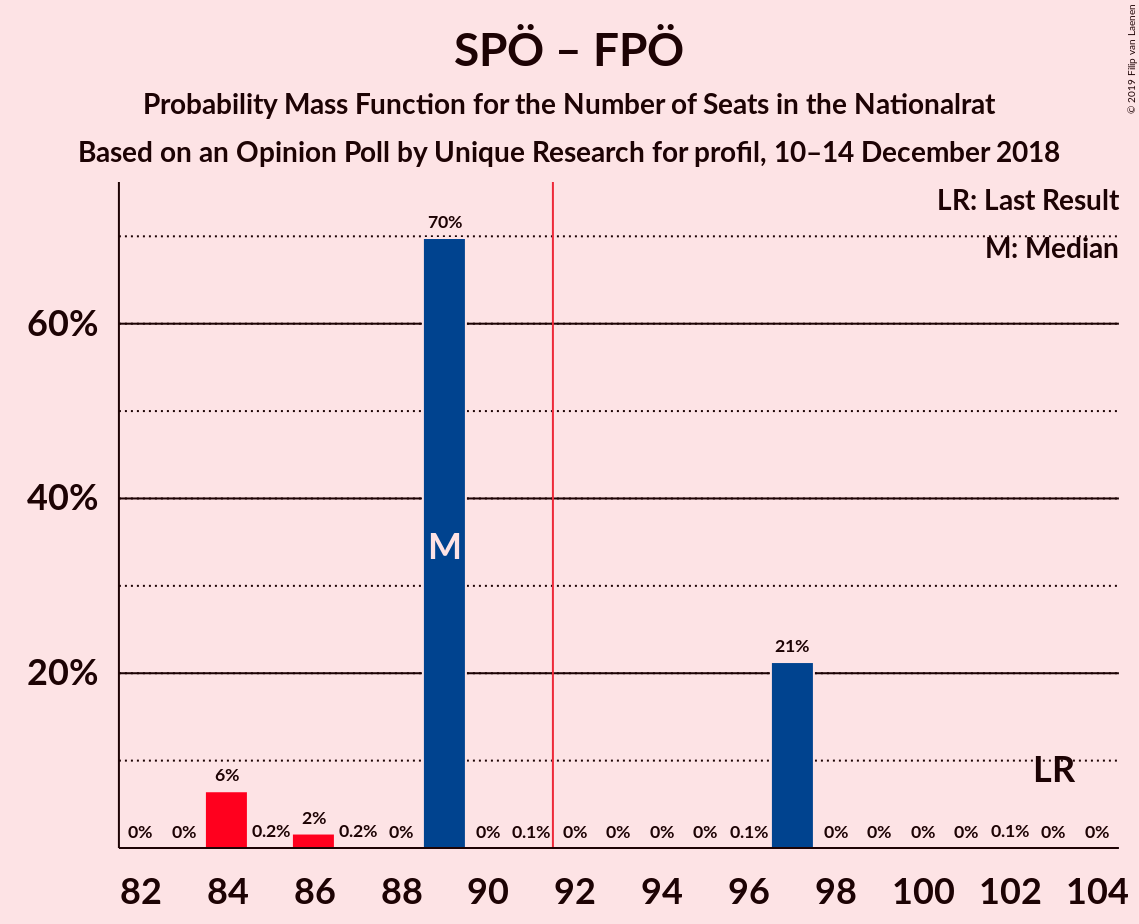 © 2019 Filip van Laenen
SPÖ – FPÖ
Probability Mass Function for the Number of Seats in the Nationalrat
Based on an Opinion Poll by Unique Research for profil, 10–14 December 2018
LR: Last Result
M: Median
70%
60%
40%
M
21%
20%
LR
6%
2%
0% 0% 0.2% 0.2% 0% 0% 0.1% 0% 0% 0% 0% 0.1% 0% 0% 0% 0% 0.1% 0% 0%
82 84 86 88 90 92 94 96 98 100 102 104